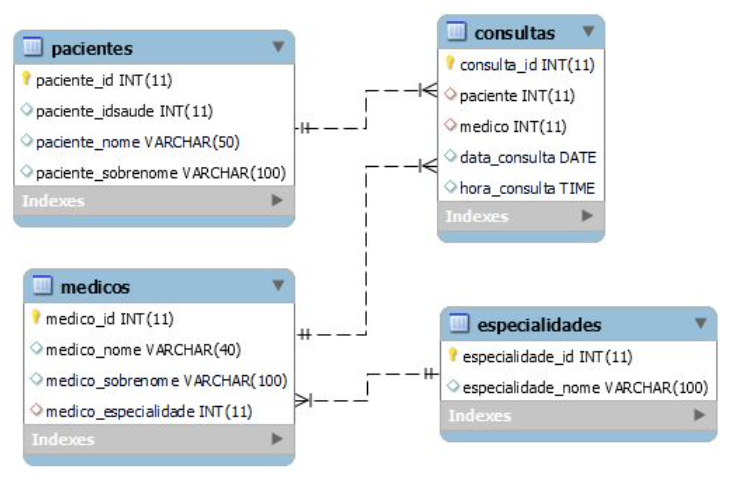 pacientes
paciente_id INT(11)
paciente_idsaude INT(11)
paciente_nome VARCHAR(50)
paciente_sobrenome VARCHAR(100)
Indexes
consultas
consulta_id INT(11)
paciente INT(11)
medico INT(11)
data_consulta DATE
hora_consulta TIME
Indexes
medicos
medico_id INT(11)
medico_nome VARCHAR(40)
medico_sobrenome VARCHAR(100)
medico_especialidade INT(11)
Indexes
especialidades
especialidade_id INT(11)
especialidade_nome VARCHAR(100)
Indexes